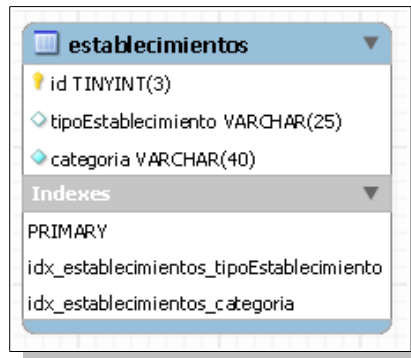 establecimientos
id TINYINT(3)
tipoEstablecimiento VARCHAR(25)
categoria VARCHAR(40)
Indexes
PRIMARY
idx_establecimientos_tipoEstablecimiento
idx_establecimientos_categoria